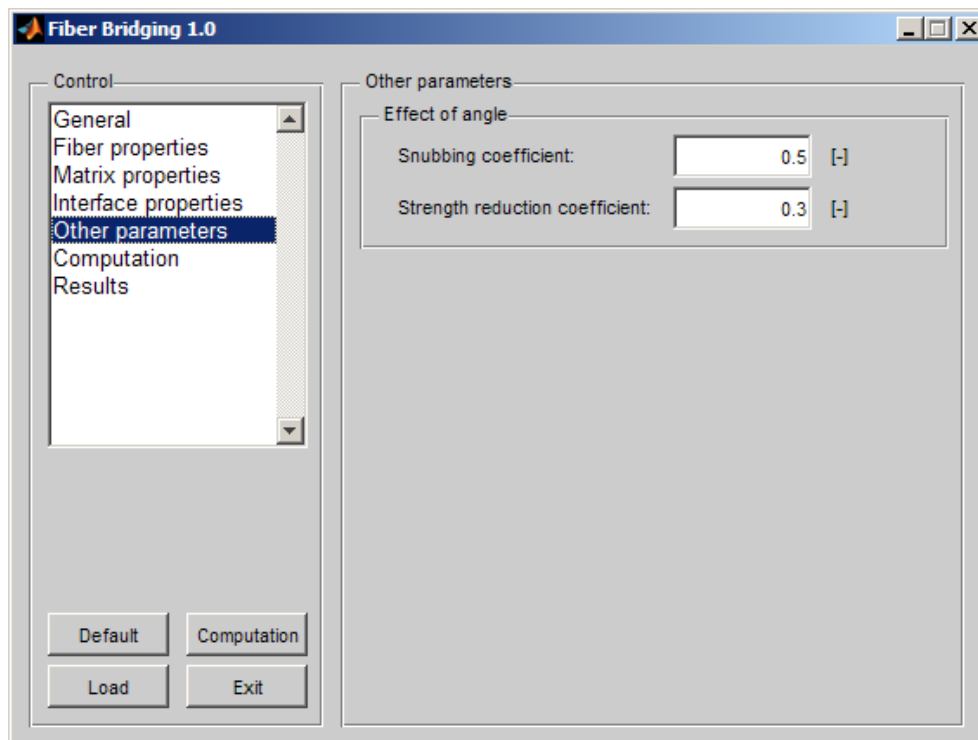 Fiber Bridging 1.0
Control
General
Fiber properties
Matrix properties
Interface properties
Other parameters
Computation
Results
Default
Computation
Load
Exit
Other parameters
Effect of angle
Snubbing coefficient: 0.5 [-]
Strength reduction coefficient: 0.3 [-]